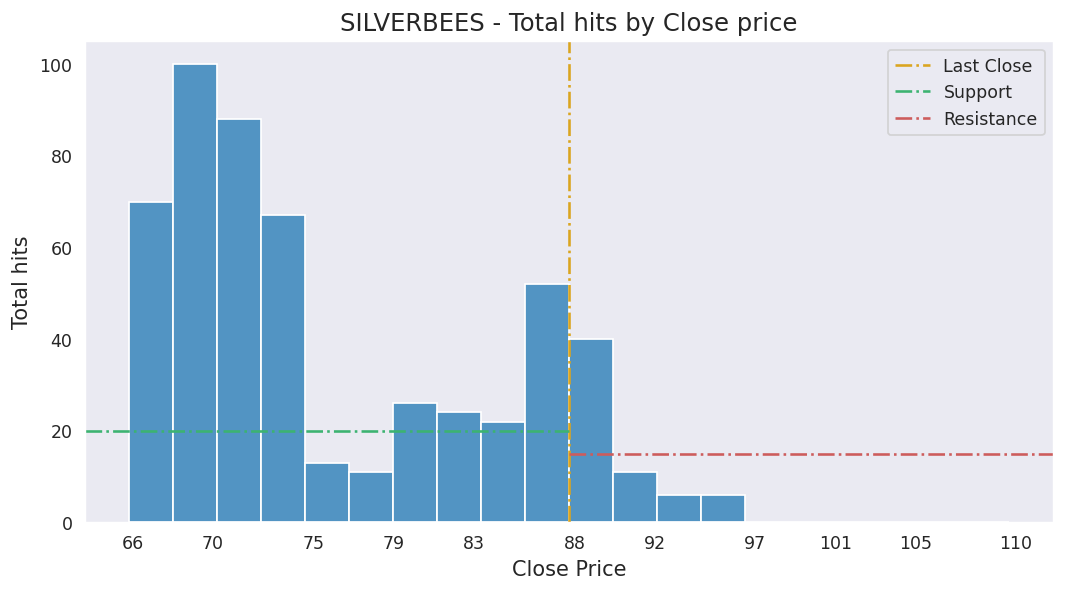 SILVERBEES - Total hits by Close price
Last Close
Support
Resistance
Total hits
100
80
60
40
20
0
66 70 75 79 83 88 92 97 101 105 110
Close Price